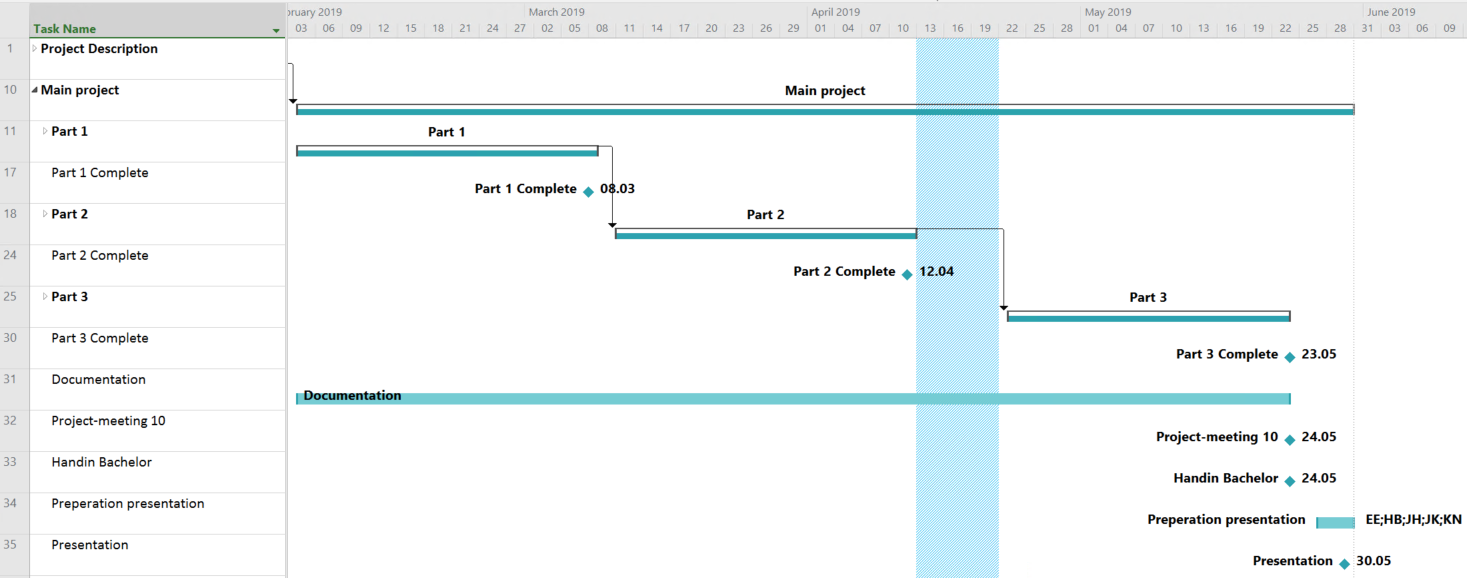 Task Name
bruary 2019 March 2019 April 2019 May 2019 June 2019
03 06 09 12 15 18 21 24 27 02 05 08 11 14 17 20 23 26 29 01 04 07 10 13 16 19 22 25 28 01 04 07 10 13 16 19 22 25 28 31 03 06 09
1 Project Description
10 Main project
Main project
11 Part 1
Part 1
17 Part 1 Complete
Part 1 Complete 08.03
18 Part 2
Part 2
24 Part 2 Complete
Part 2 Complete 12.04
25 Part 3
Part 3
30 Part 3 Complete
Part 3 Complete 23.05
31 Documentation
Documentation
32 Project-meeting 10
Project-meeting 10 24.05
33 Handin Bachelor
Handin Bachelor 24.05
34 Preperation presentation
Preperation presentation EE;HB;JH;JK;KN
35 Presentation
Presentation 30.05